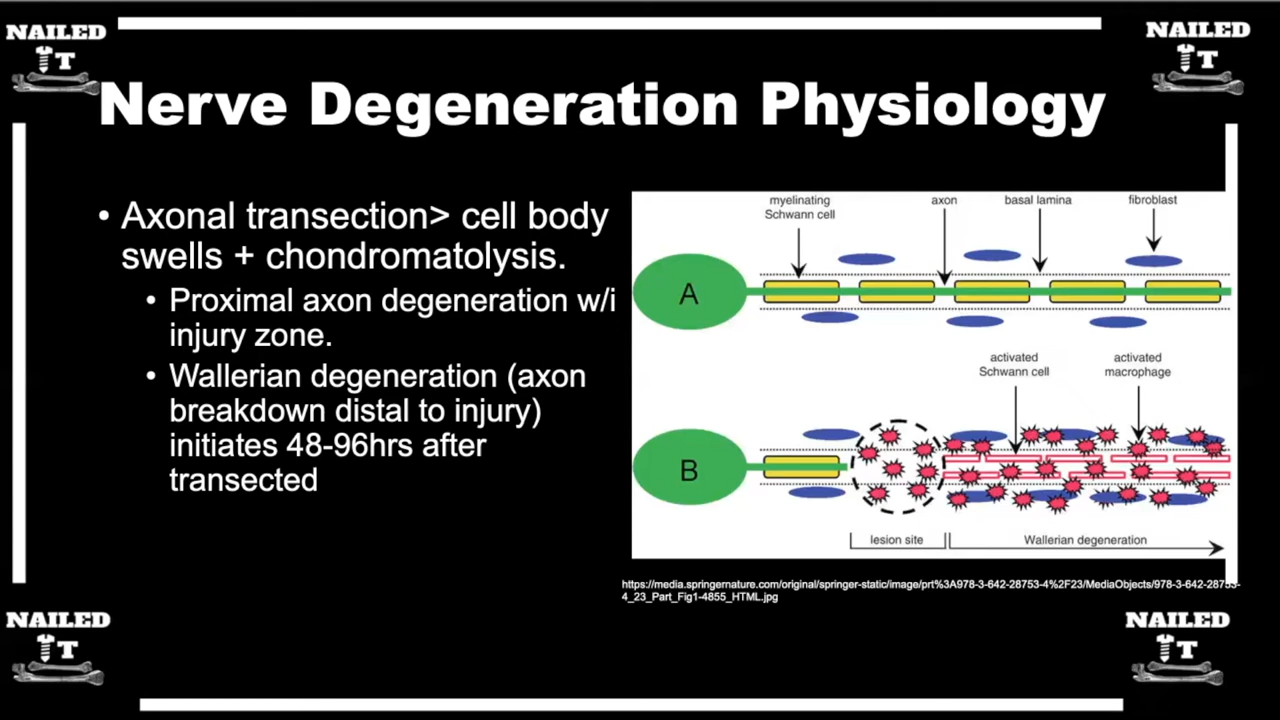 NAILED
IT
NAILED
IT
Nerve Degeneration Physiology
• Axonal transection> cell body
swells + chondromatolysis.
• Proximal axon degeneration w/i
injury zone.
• Wallerian degeneration (axon
breakdown distal to injury)
initiates 48-96hrs after
transected
myelinating
Schwann cell
axon
basal lamina
fibroblast
A
activated
Schwann cell
activated
macrophage
B
lesion site
Wallerian degeneration
https://media.springernature.com/original/springer-static/image/prt%3A978-3-642-28753-4%2F23/MediaObjects/978-3-642-28753-
4_23_Part_Fig1-4855_HTML.jpg
NAILED
IT
NAILED
IT